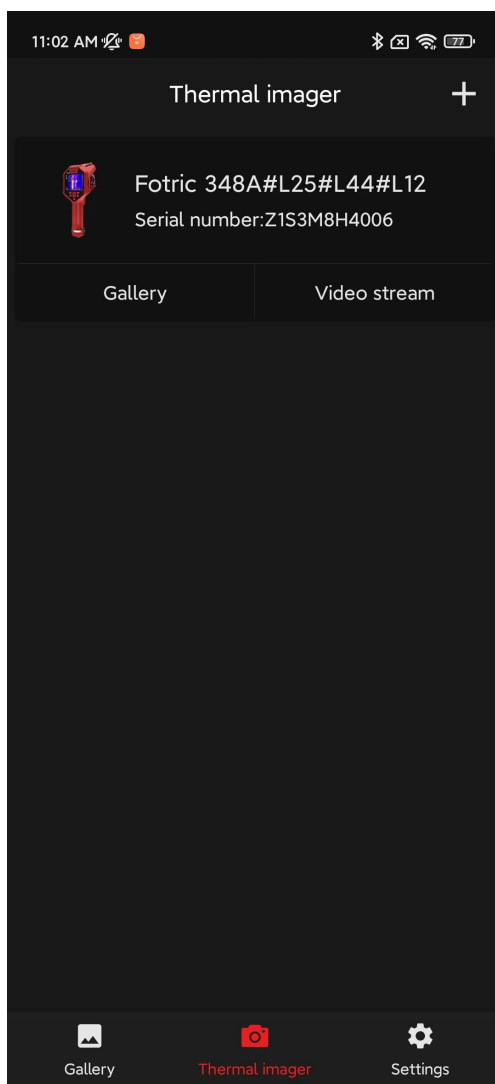 11:02 AM
77
Thermal imager
Fotric 348A#L25#L44#L12
Serial number:Z1S3M8H4006
Gallery
Video stream
Gallery
Thermal imager
Settings